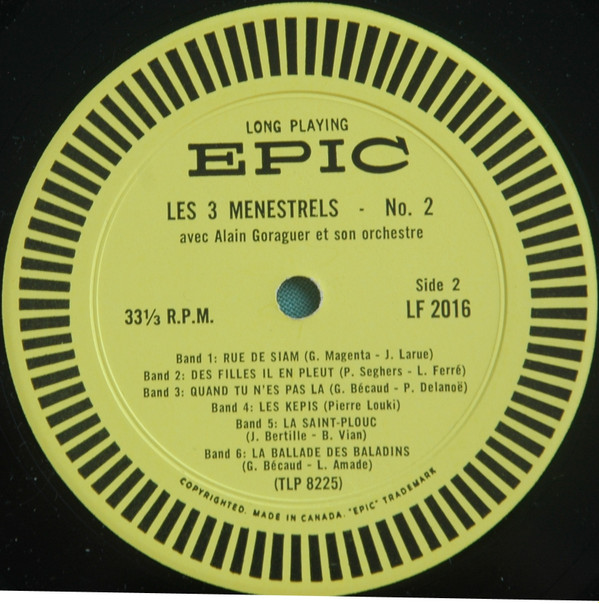 LONG PLAYING
EPIC
LES 3 MENESTRELS - No. 2
avec Alain Goraguer et son orchestre
Side 2
33⅓ R.P.M.
LF 2016
Band 1: RUE DE SIAM (G. Magenta - J. Larue)
Band 2: DES FILLES IL EN PLEUT (P. Seghers - L. Ferré)
Band 3: QUAND TU N'ES PAS LA (G. Bécaud - P. Delanoë)
Band 4: LES KEPIS (Pierre Louki)
Band 5: LA SAINT-PLOUC
(J. Bertille - B. Vian)
Band 6: LA BALLADE DES BALADINS
(G. Bécaud - L. Amade)
(TLP 8225)
COPYRIGHTED. MADE IN CANADA. "EPIC" TRADEMARK